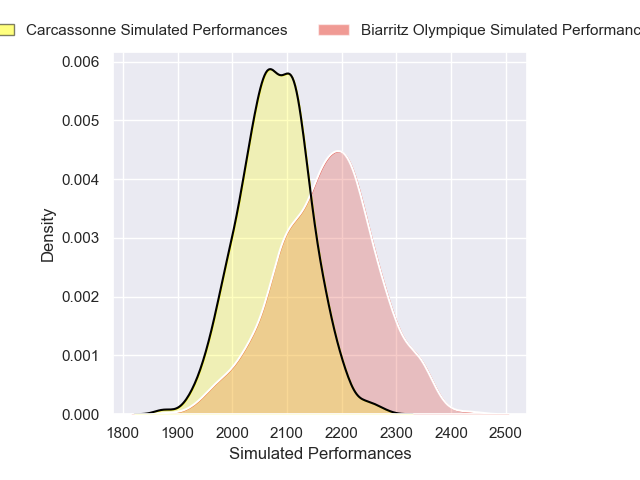 Carcassonne Simulated Performances
Biarritz Olympique Simulated Performanc
0.006
0.005
0.004
0.003
0.002
0.001
0.000
Density
1800 1900 2000 2100 2200 2300 2400 2500
Simulated Performances